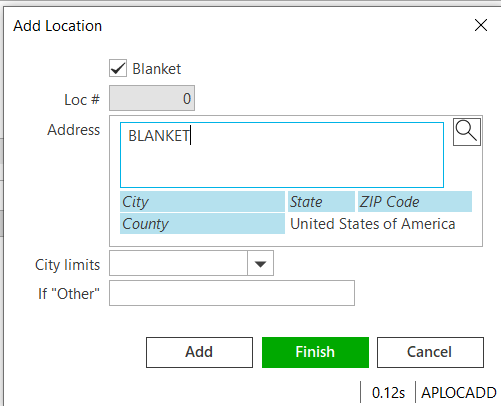 Add Location
Blanket
Loc # 0
Address BLANKET
City State ZIP Code
County United States of America
City limits
If "Other"
Add Finish Cancel
0.12s APLOCADD